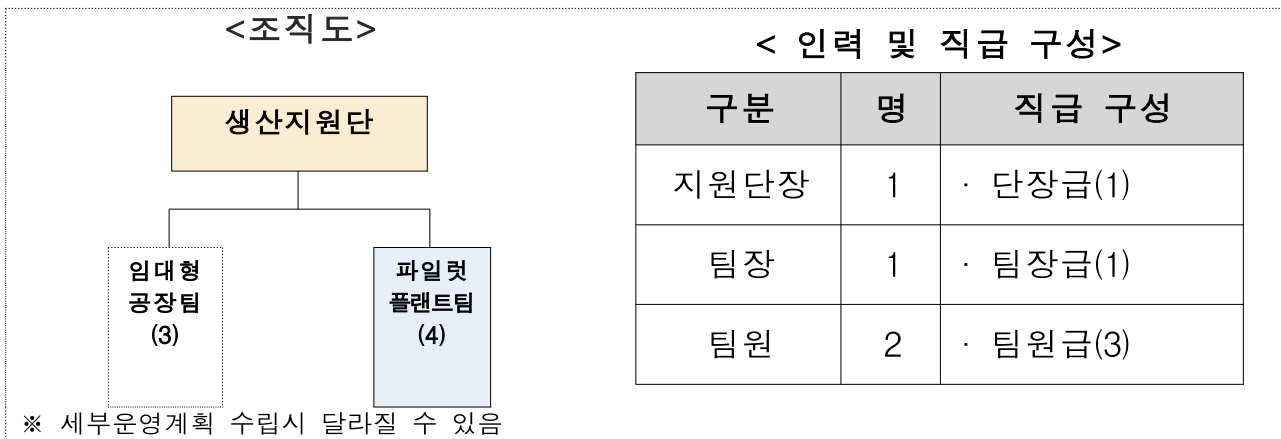 <조직도>
생산지원단
임대형
공장팀
(3)
파일럿
플랜트팀
(4)
※ 세부운영계획 수립시 달라질 수 있음
< 인력 및 직급 구성>
구분 명 직급 구성
지원단장 1 · 단장급(1)
팀장 1 · 팀장급(1)
팀원 2 · 팀원급(3)